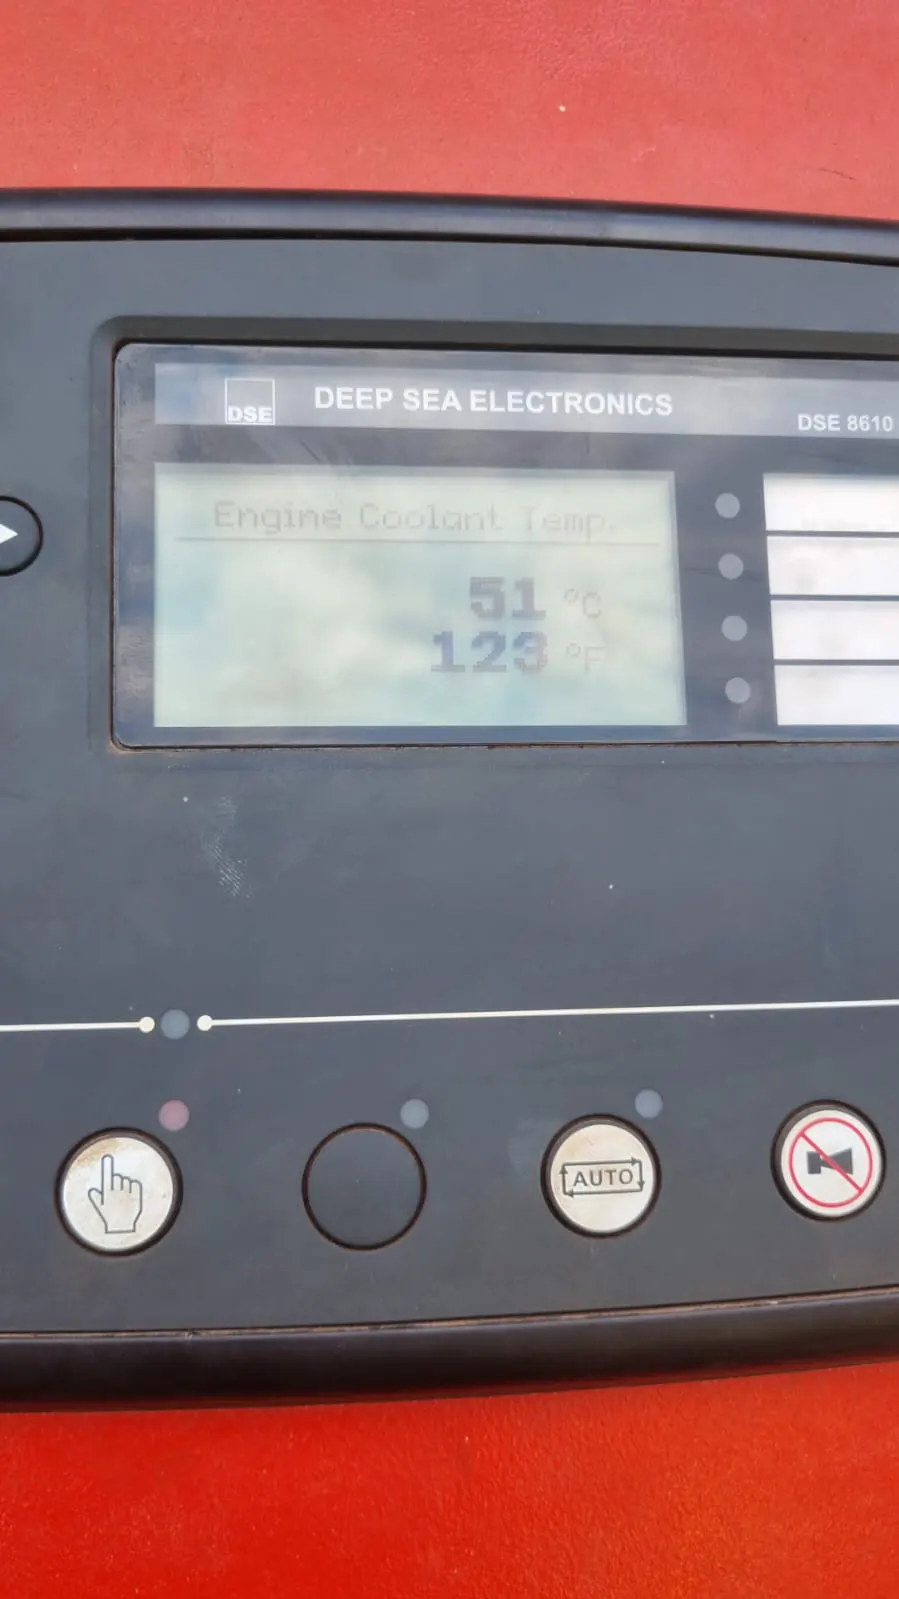 DSE
DEEP SEA ELECTRONICS
DSE 8610
Engine Coolant Temp.
51 °C
123 °F
AUTO